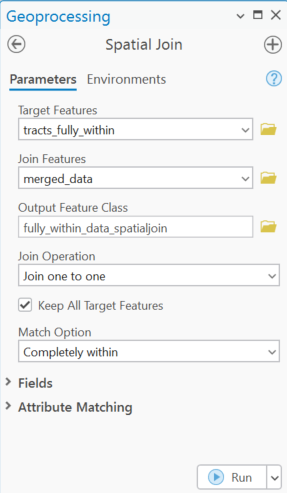 Geoprocessing
Spatial Join
Parameters Environments
Target Features
tracts_fully_within
Join Features
merged_data
Output Feature Class
fully_within_data_spatialjoin
Join Operation
Join one to one
Keep All Target Features
Match Option
Completely within
Fields
Attribute Matching
Run